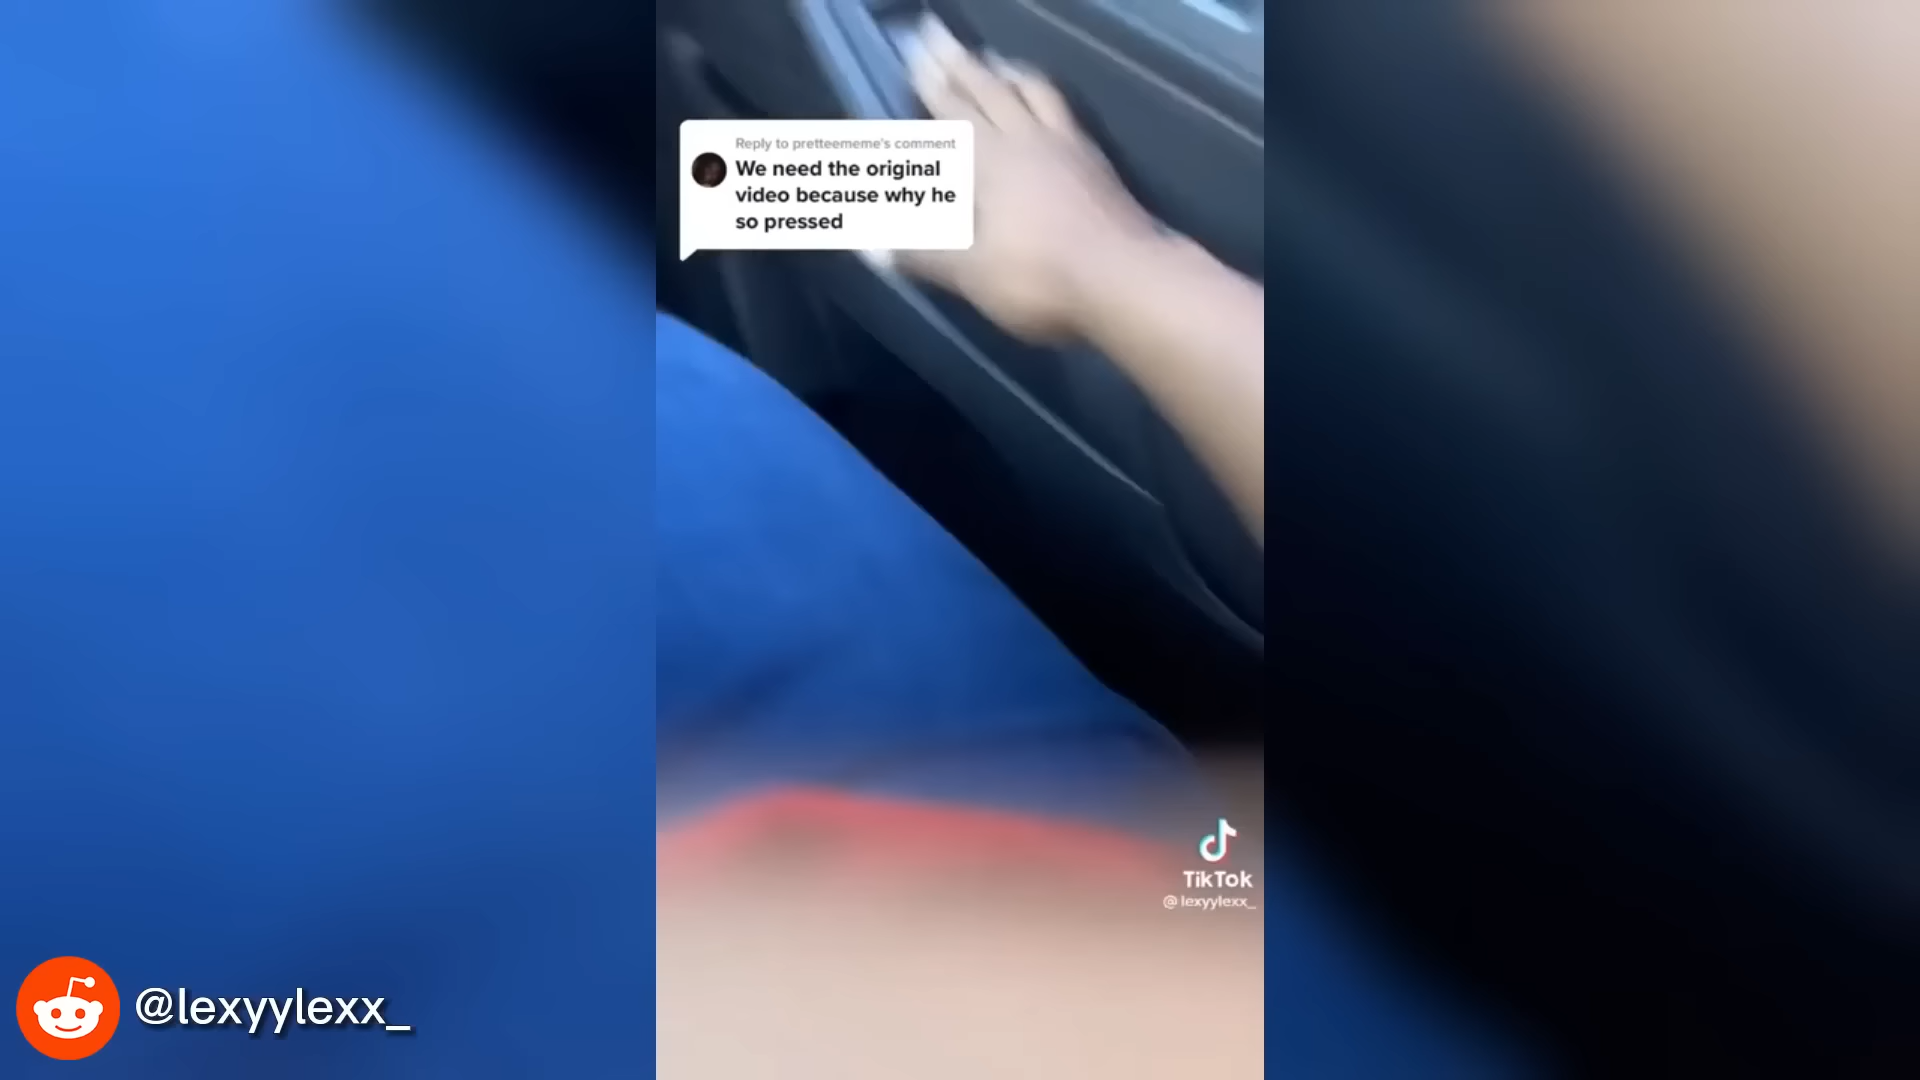 Reply to pretteememe's comment
We need the original
video because why he
so pressed
TikTok
@lexyylexx_
@lexyylexx_